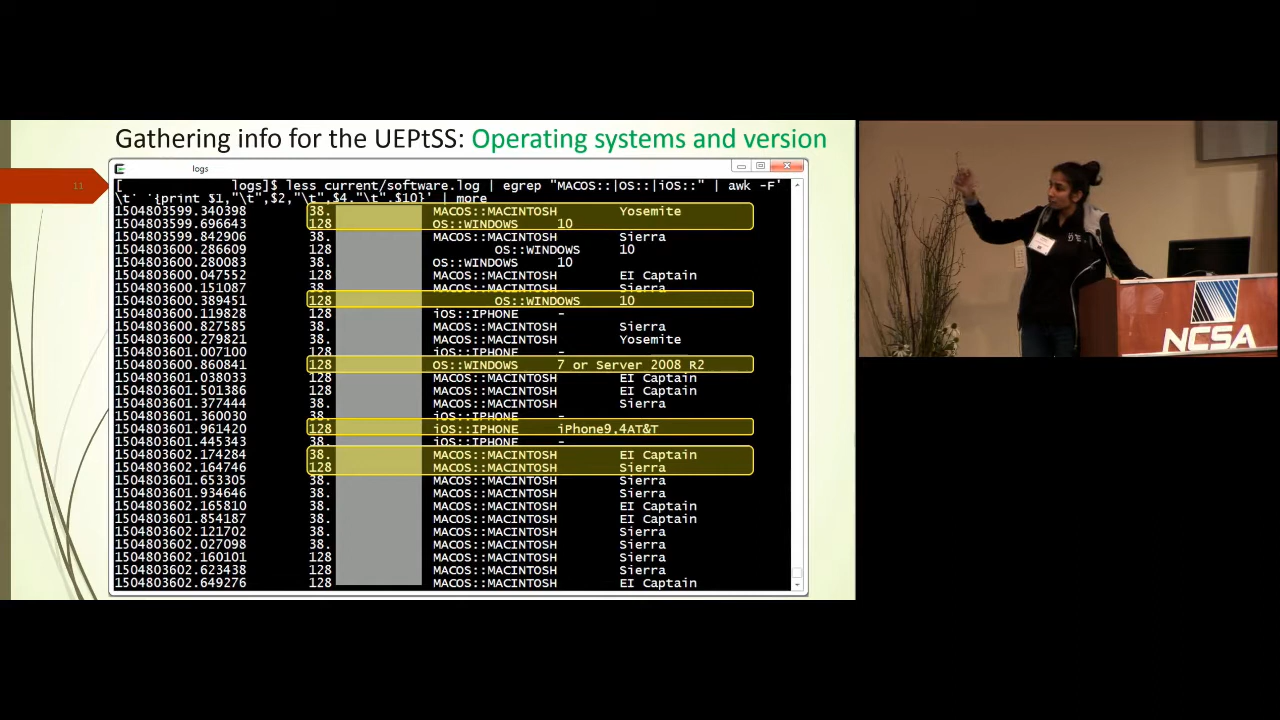 Gathering info for the UEPtSS: Operating systems and version
logs
11
[ logs]$ less current/software.log | egrep "MACOS::|OS::|iOS::" | awk -F'
\t' '{print $1,"\t",$2,"\t",$4,"\t",$10}' | more
1504803599.340398 38. MACOS::MACINTOSH Yosemite
1504803599.696643 128 OS::WINDOWS 10
1504803599.842906 38. MACOS::MACINTOSH Sierra
1504803600.286609 128 OS::WINDOWS 10
1504803600.280083 38. OS::WINDOWS 10
1504803600.047552 128 MACOS::MACINTOSH EI Captain
1504803600.151087 38. MACOS::MACINTOSH Sierra
1504803600.389451 128 OS::WINDOWS 10
1504803600.119828 128 iOS::IPHONE -
1504803600.827585 38. MACOS::MACINTOSH Sierra
1504803600.279821 38. MACOS::MACINTOSH Yosemite
1504803601.007100 128 iOS::IPHONE -
1504803600.860841 128 OS::WINDOWS 7 or Server 2008 R2
1504803601.038033 128 MACOS::MACINTOSH EI Captain
1504803601.501386 128 MACOS::MACINTOSH EI Captain
1504803601.377444 38. MACOS::MACINTOSH Sierra
1504803601.360030 38. iOS::IPHONE -
1504803601.961420 128 iOS::IPHONE iPhone9,4AT&T
1504803601.445343 128 iOS::IPHONE -
1504803602.174284 38. MACOS::MACINTOSH EI Captain
1504803602.164746 128 MACOS::MACINTOSH Sierra
1504803601.653305 38. MACOS::MACINTOSH Sierra
1504803601.934646 38. MACOS::MACINTOSH Sierra
1504803602.165810 38. MACOS::MACINTOSH EI Captain
1504803601.854187 38. MACOS::MACINTOSH EI Captain
1504803602.121702 38. MACOS::MACINTOSH Sierra
1504803602.027098 38. MACOS::MACINTOSH Sierra
1504803602.160101 128 MACOS::MACINTOSH Sierra
1504803602.623438 128 MACOS::MACINTOSH Sierra
1504803602.649276 128 MACOS::MACINTOSH EI Captain
NCSA